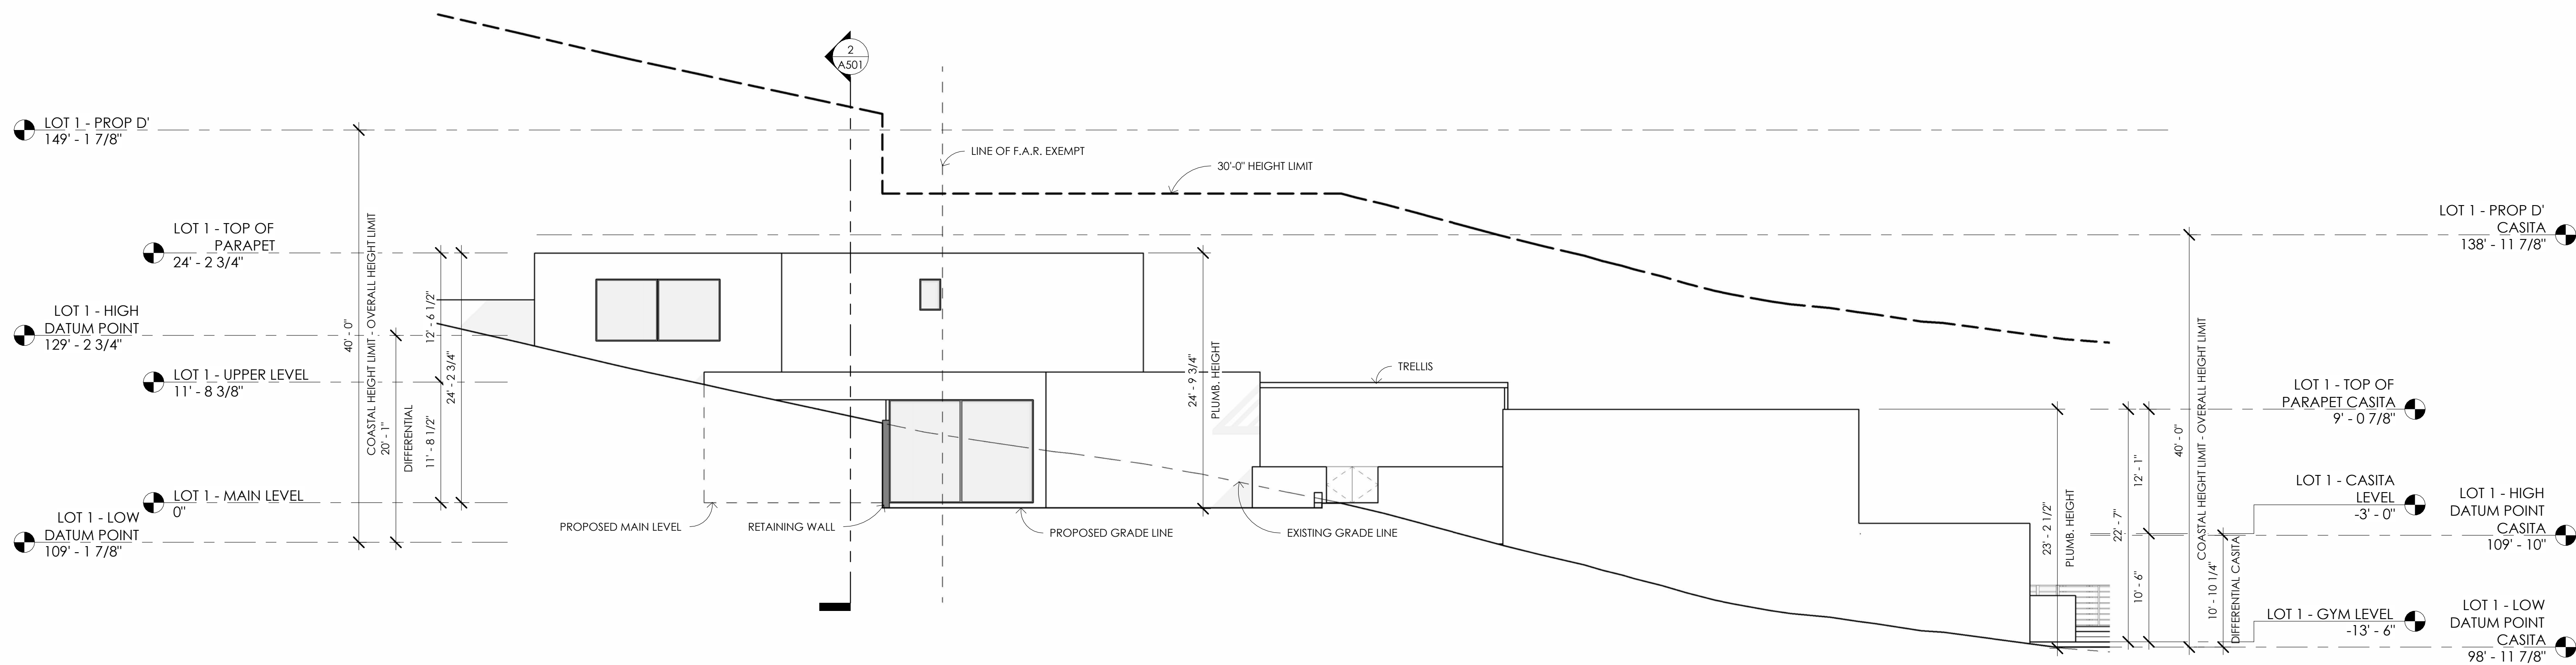 2
A501
LOT 1 - PROP D'
149' - 1 7/8"
LINE OF F.A.R. EXEMPT
30'-0" HEIGHT LIMIT
LOT 1 - TOP OF
PARAPET
24' - 2 3/4"
LOT 1 - HIGH
DATUM POINT
129' - 2 3/4"
LOT 1 - UPPER LEVEL
11' - 8 3/8"
LOT 1 - MAIN LEVEL
0"
LOT 1 - LOW
DATUM POINT
109' - 1 7/8"
40' - 0"
COASTAL HEIGHT LIMIT - OVERALL HEIGHT LIMIT
20' - 1"
DIFFERENTIAL
12' - 6 1/2"
11' - 8 1/2"
24' - 2 3/4"
PROPOSED MAIN LEVEL
RETAINING WALL
PROPOSED GRADE LINE
EXISTING GRADE LINE
24' - 9 3/4"
PLUMB. HEIGHT
TRELLIS
23' - 2 1/2"
PLUMB. HEIGHT
22' - 7"
12' - 1"
10' - 6"
40' - 0"
COASTAL HEIGHT LIMIT - OVERALL HEIGHT LIMIT
10' - 10 1/4"
DIFFERENTIAL CASITA
LOT 1 - PROP D'
CASITA
138' - 11 7/8"
LOT 1 - TOP OF
PARAPET CASITA
9' - 0 7/8"
LOT 1 - CASITA
LEVEL
-3' - 0"
LOT 1 - HIGH
DATUM POINT
CASITA
109' - 10"
LOT 1 - GYM LEVEL
-13' - 6"
LOT 1 - LOW
DATUM POINT
CASITA
98' - 11 7/8"